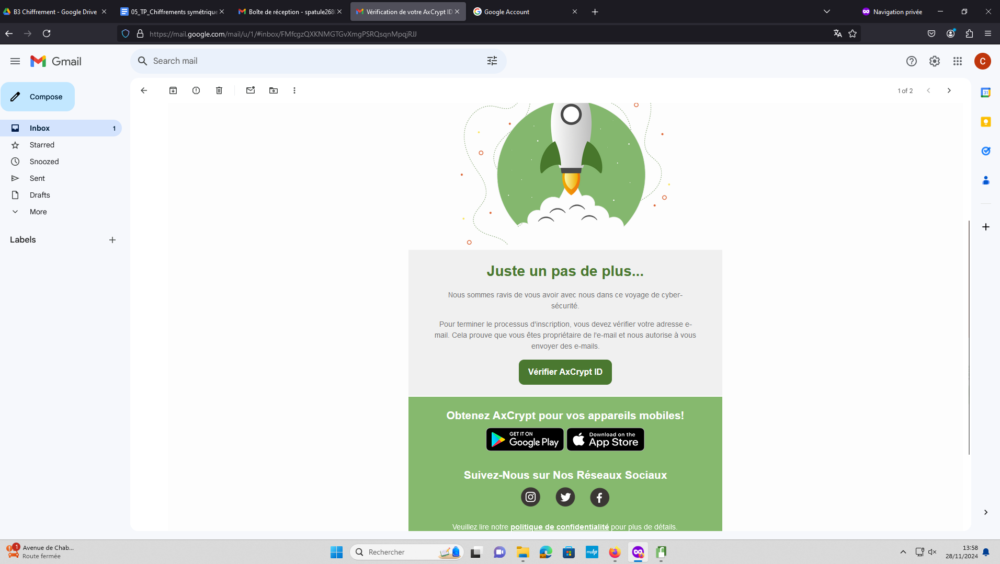 B3 Chiffrement - Google Drive
05_TP_Chiffrements symétrique
Boîte de réception - spatule268
Vérification de votre AxCrypt ID
Google Account
Navigation privée
https://mail.google.com/mail/u/1/#inbox/FMfcgzQXKNMGTGvXmgPSRQsqnMpqjRJJ
Gmail
Search mail
C
Compose
1 of 2
31
Inbox 1
Starred
Snoozed
Sent
Drafts
More
Labels
Juste un pas de plus...
Nous sommes ravis de vous avoir avec nous dans ce voyage de cyber-
sécurité.
Pour terminer le processus d'inscription, vous devez vérifier votre adresse e-
mail. Cela prouve que vous êtes propriétaire de l'e-mail et nous autorise à vous
envoyer des e-mails.
Vérifier AxCrypt ID
Obtenez AxCrypt pour vos appareils mobiles!
GET IT ON
Google Play
Download on the
App Store
Suivez-Nous sur Nos Réseaux Sociaux
Veuillez lire notre politique de confidentialité pour plus de détails.
1
Avenue de Chab...
Route fermée
Rechercher
myhp
13:58
28/11/2024